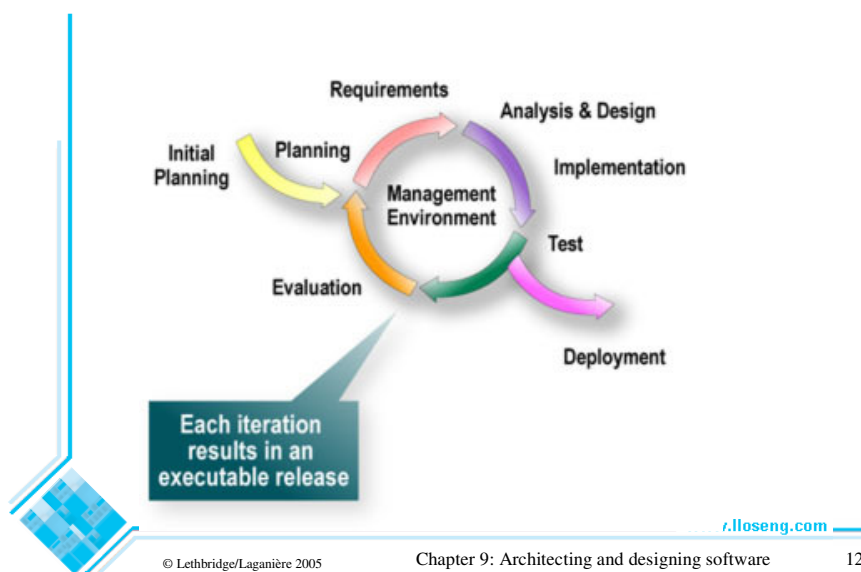 Requirements
Analysis & Design
Initial
Planning
Planning
Implementation
Management
Environment
Test
Evaluation
Deployment
Each iteration
results in an
executable release
.lloseng.com
© Lethbridge/Laganière 2005
Chapter 9: Architecting and designing software
12